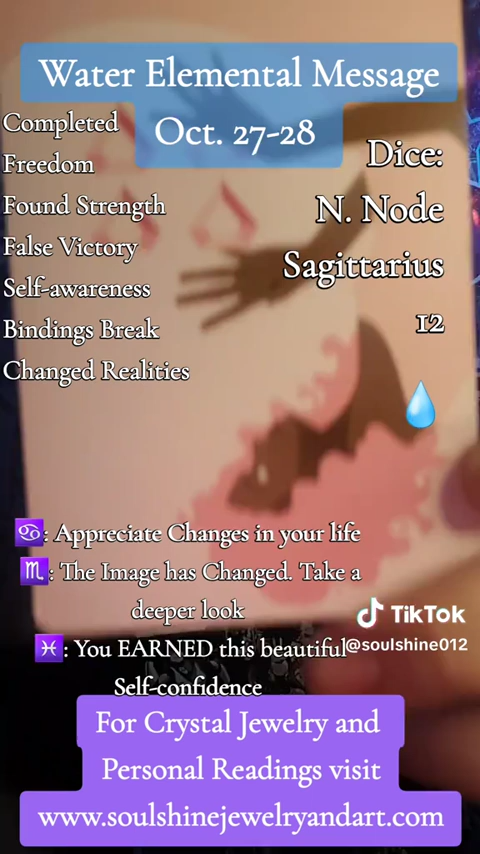 Water Elemental Message
Oct. 27-28
Completed
Freedom
Found Strength
False Victory
Self-awareness
Bindings Break
Changed Realities
Dice:
N. Node
Sagittarius
12
♋: Appreciate Changes in your life
♏: The Image has Changed. Take a
deeper look
♓: You EARNED this beautiful
Self-confidence
TikTok
@soulshine012
For Crystal Jewelry and
Personal Readings visit
www.soulshinejewelryandart.com